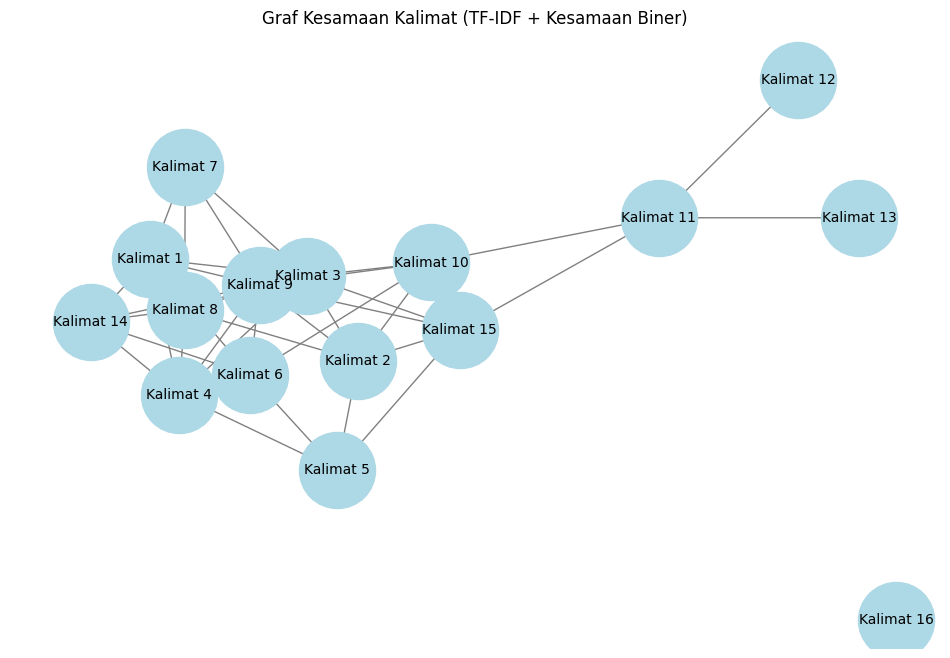 Graf Kesamaan Kalimat (TF-IDF + Kesamaan Biner)
Kalimat 12
Kalimat 7
Kalimat 11
Kalimat 13
Kalimat 1
Kalimat 10
Kalimat 3
Kalimat 9
Kalimat 8
Kalimat 14
Kalimat 15
Kalimat 2
Kalimat 6
Kalimat 4
Kalimat 5
Kalimat 16